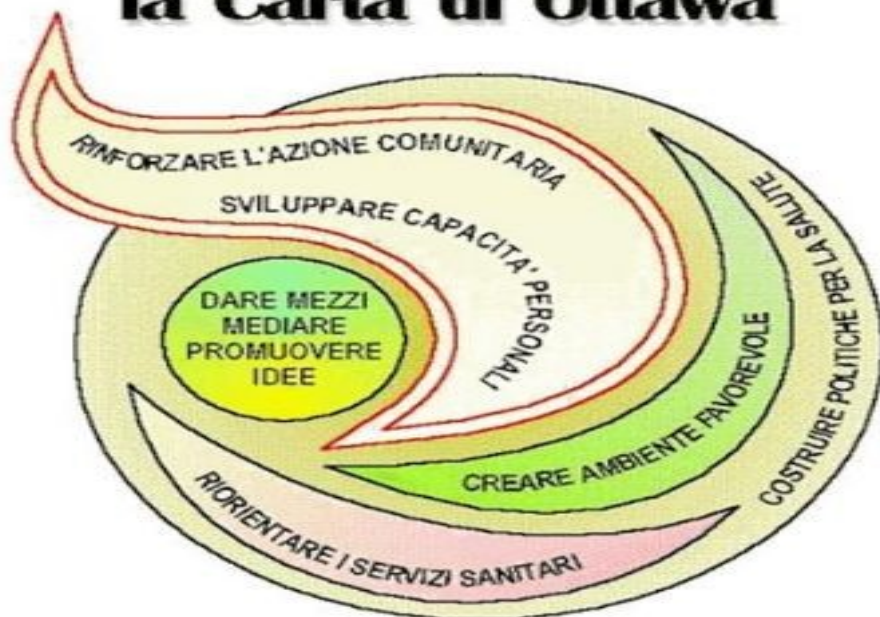 la Carta di Ottawa
RINFORZARE L'AZIONE COMUNITARIA
SVILUPPARE CAPACITA' PERSONALI
DARE MEZZI
MEDIARE
PROMUOVERE
IDEE
CREARE AMBIENTE FAVOREVOLE
COSTRUIRE POLITICHE PER LA SALUTE
RIORIENTARE I SERVIZI SANITARI